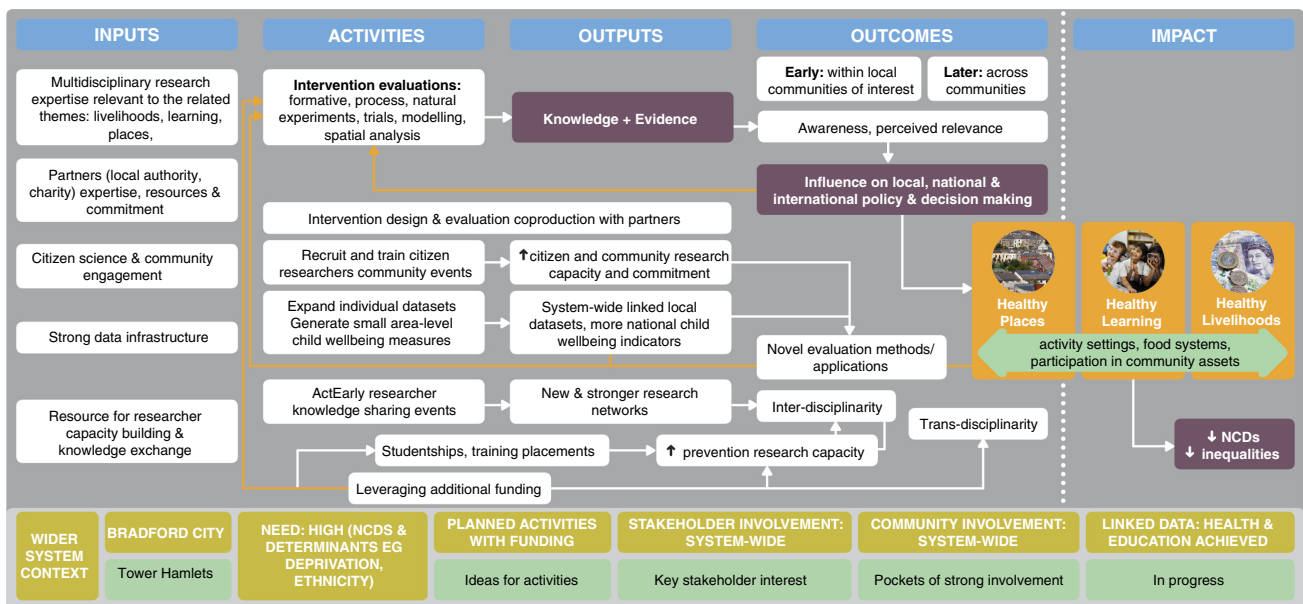 INPUTS
ACTIVITIES
OUTPUTS
OUTCOMES
IMPACT
Multidisciplinary research
expertise relevant to the related
themes: livelihoods, learning,
places,
Partners (local authority,
charity) expertise, resources &
commitment
Citizen science & community
engagement
Strong data infrastructure
Resource for researcher
capacity building &
knowledge exchange
Intervention evaluations:
formative, process, natural
experiments, trials, modelling,
spatial analysis
Knowledge + Evidence
Early: within local
communities of interest
Later: across
communities
Awareness, perceived relevance
Influence on local, national &
international policy & decision making
Intervention design & evaluation coproduction with partners
Recruit and train citizen
researchers community events
↑citizen and community research
capacity and commitment
Expand individual datasets
Generate small area-level
child wellbeing measures
System-wide linked local
datasets, more national child
wellbeing indicators
Novel evaluation methods/
applications
Healthy
Places
Healthy
Learning
Healthy
Livelihoods
activity settings, food systems,
participation in community assets
ActEarly researcher
knowledge sharing events
New & stronger research
networks
Inter-disciplinarity
Trans-disciplinarity
Studentships, training placements
↑ prevention research capacity
Leveraging additional funding
↓ NCDs
↓ inequalities
WIDER
SYSTEM
CONTEXT
BRADFORD CITY
Tower Hamlets
NEED: HIGH (NCDS &
DETERMINANTS EG
DEPRIVATION,
ETHNICITY)
PLANNED ACTIVITIES
WITH FUNDING
Ideas for activities
STAKEHOLDER INVOLVEMENT:
SYSTEM-WIDE
Key stakeholder interest
COMMUNITY INVOLVEMENT:
SYSTEM-WIDE
Pockets of strong involvement
LINKED DATA: HEALTH &
EDUCATION ACHIEVED
In progress